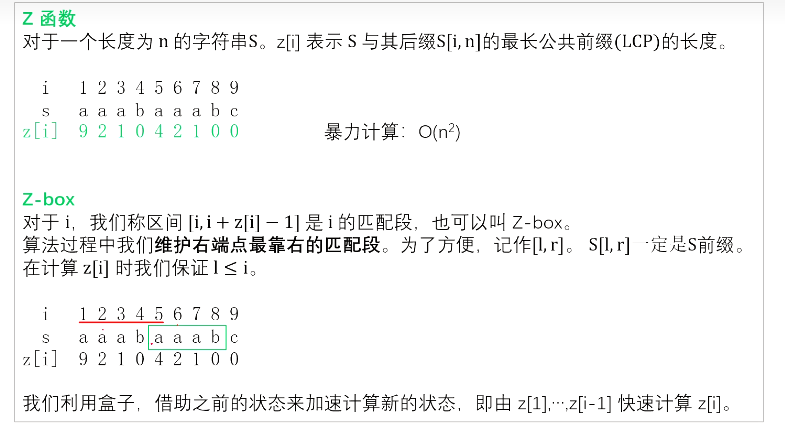 Z 函数
对于一个长度为 n 的字符串S。z[i] 表示 S 与其后缀S[i, n]的最长公共前缀(LCP)的长度。
i 1 2 3 4 5 6 7 8 9
s a a a b a a a b c
z[i] 9 2 1 0 4 2 1 0 0
暴力计算：O(n²)
Z-box
对于 i，我们称区间 [i, i + z[i] − 1] 是 i 的匹配段，也可以叫 Z-box。
算法过程中我们维护右端点最靠右的匹配段。为了方便，记作[l, r]。 S[l, r]一定是S前缀。
在计算 z[i] 时我们保证 l ≤ i。
i 1 2 3 4 5 6 7 8 9
s a a a b a a a b c
z[i] 9 2 1 0 4 2 1 0 0
我们利用盒子，借助之前的状态来加速计算新的状态，即由 z[1],···,z[i-1] 快速计算 z[i]。